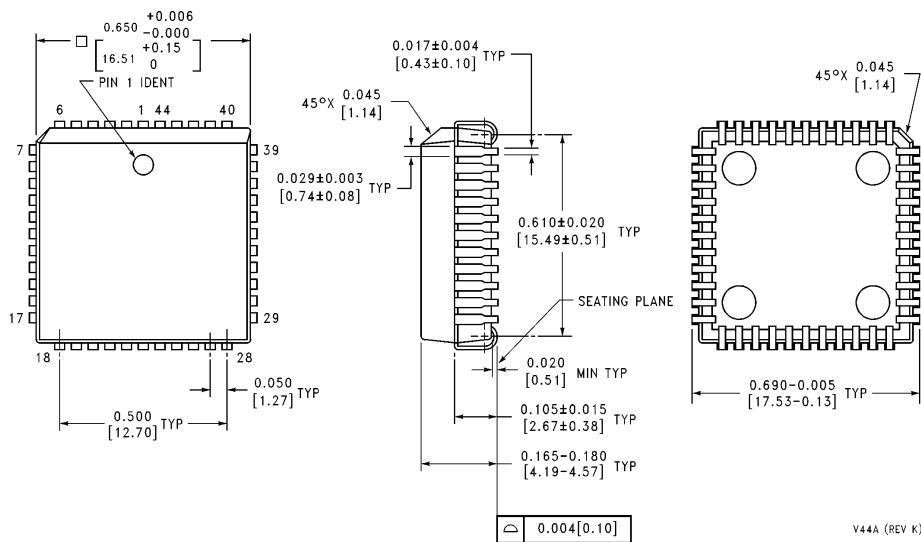 0.650 +0.006 -0.000
[16.51 +0.15 0]
PIN 1 IDENT
6 1 44 40
7 39
17 29
18 28
0.050 [1.27] TYP
0.500 [12.70] TYP
0.017±0.004 [0.43±0.10] TYP
45°X 0.045 [1.14]
0.029±0.003 [0.74±0.08] TYP
0.610±0.020 [15.49±0.51] TYP
SEATING PLANE
0.020 [0.51] MIN TYP
0.105±0.015 [2.67±0.38] TYP
0.165-0.180 [4.19-4.57] TYP
0.004[0.10]
45°X 0.045 [1.14]
0.690-0.005 [17.53-0.13] TYP
V44A (REV K)